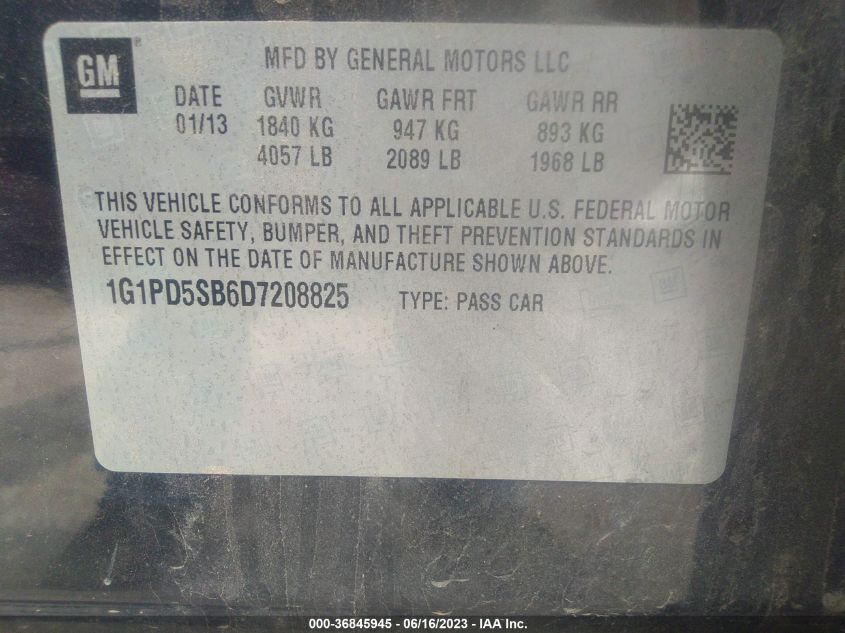 GM ® MFD BY GENERAL MOTORS LLC
DATE GVWR GAWR FRT GAWR RR
01/13 1840 KG 947 KG 893 KG
4057 LB 2089 LB 1968 LB
THIS VEHICLE CONFORMS TO ALL APPLICABLE U.S. FEDERAL MOTOR
VEHICLE SAFETY, BUMPER, AND THEFT PREVENTION STANDARDS IN
EFFECT ON THE DATE OF MANUFACTURE SHOWN ABOVE.
1G1PD5SB6D7208825 TYPE: PASS CAR
000-36845945 - 06/16/2023 - IAA Inc.